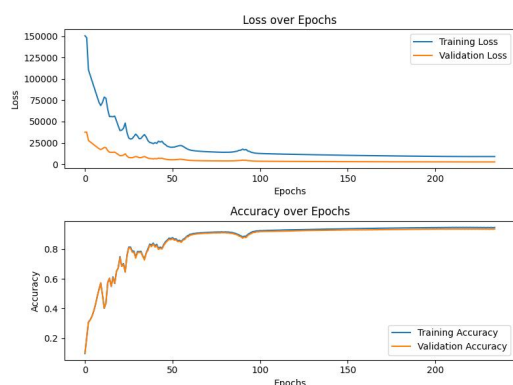 Loss over Epochs
150000
125000
100000
75000
50000
25000
0
Loss
Training Loss
Validation Loss
0 50 100 150 200
Epochs
Accuracy over Epochs
0.8
0.6
0.4
0.2
Accuracy
Training Accuracy
Validation Accuracy
0 50 100 150 200
Epochs